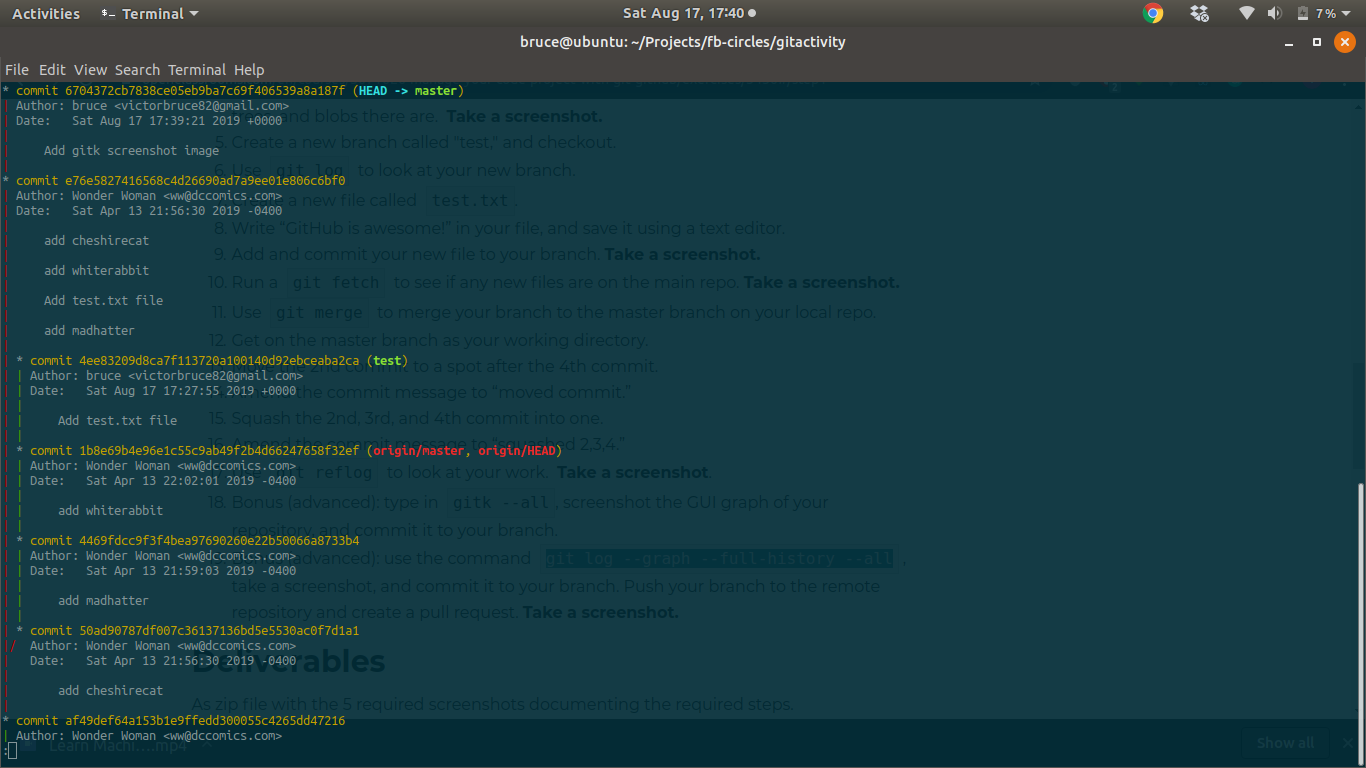 Activities Terminal Sat Aug 17, 17:40 7%
bruce@ubuntu: ~/Projects/fb-circles/gitactivity
File Edit View Search Terminal Help
* commit 6704372cb7838ce05eb9ba7c69f406539a8a187f (HEAD -> master)
| Author: bruce <victorbruce82@gmail.com>
| Date:   Sat Aug 17 17:39:21 2019 +0000
|
|     Add gitk screenshot image
|
* commit e76e5827416568c4d26690ad7a9ee01e806c6bf0
| Author: Wonder Woman <ww@dccomics.com>
| Date:   Sat Apr 13 21:56:30 2019 -0400
|
|     add cheshirecat
|
|     add whiterabbit
|
|     Add test.txt file
|
|     add madhatter
|
| * commit 4ee83209d8ca7f113720a100140d92ebceaba2ca (test)
| | Author: bruce <victorbruce82@gmail.com>
| | Date:   Sat Aug 17 17:27:55 2019 +0000
| |
| |     Add test.txt file
| |
| * commit 1b8e69b4e96e1c55c9ab49f2b4d66247658f32ef (origin/master, origin/HEAD)
| | Author: Wonder Woman <ww@dccomics.com>
| | Date:   Sat Apr 13 22:02:01 2019 -0400
| |
| |     add whiterabbit
| |
| * commit 4469fdcc9f3f4bea97690260e22b50066a8733b4
| | Author: Wonder Woman <ww@dccomics.com>
| | Date:   Sat Apr 13 21:59:03 2019 -0400
| |
| |     add madhatter
| |
| * commit 50ad90787df007c36137136bd5e5530ac0f7d1a1
|/  Author: Wonder Woman <ww@dccomics.com>
|   Date:   Sat Apr 13 21:56:30 2019 -0400
|
|       add cheshirecat
|
* commit af49def64a153b1e9ffedd300055c4265dd47216
| Author: Wonder Woman <ww@dccomics.com>
:
and blobs there are. Take a screenshot.
5. Create a new branch called "test," and checkout.
6. Use git log to look at your new branch.
a new file called test.txt.
8. Write “GitHub is awesome!” in your file, and save it using a text editor.
9. Add and commit your new file to your branch. Take a screenshot.
10. Run a git fetch to see if any new files are on the main repo. Take a screenshot.
11. Use git merge to merge your branch to the master branch on your local repo.
12. Get on the master branch as your working directory.
2nd commit to a spot after the 4th commit.
the commit message to “moved commit.”
15. Squash the 2nd, 3rd, and 4th commit into one.
16. Amend the commit message to “squashed 2,3,4.”
git reflog to look at your work. Take a screenshot.
18. Bonus (advanced): type in gitk --all, screenshot the GUI graph of your
repository, and commit it to your branch.
(advanced): use the command git log --graph --full-history --all,
take a screenshot, and commit it to your branch. Push your branch to the remote
repository and create a pull request. Take a screenshot.
Deliverables
As zip file with the 5 required screenshots documenting the required steps.
Learn Machi....mp4
Show all